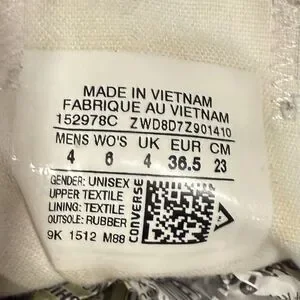 MADE IN VIETNAM
FABRIQUE AU VIETNAM
152978C ZWD8D7Z901410
MENS WO'S UK EUR CM
4 6 4 36.5 23
GENDER: UNISEX
UPPER:TEXTILE
LINING: TEXTILE
OUTSOLE: RUBBER
CONVERSE
9K 1512 M88